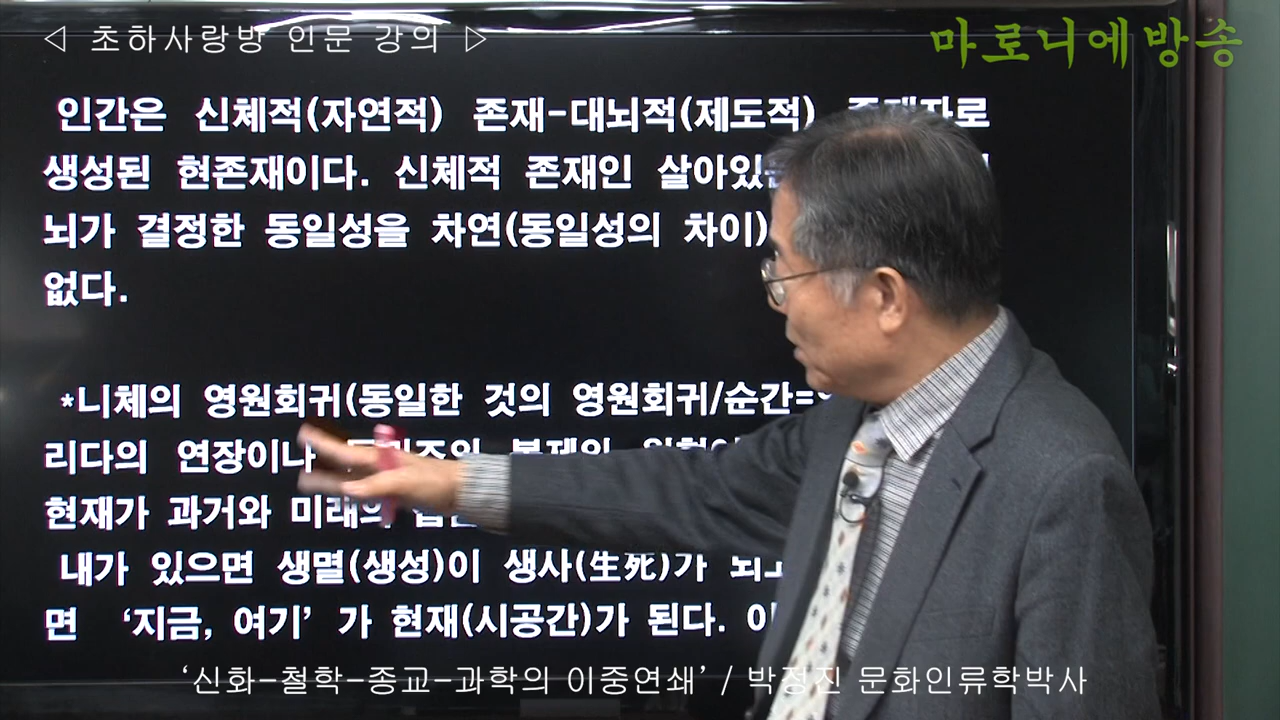 ◁ 초하사랑방 인문 강의 ▷
마로니에방송
인간은 신체적(자연적) 존재-대뇌적(제도적)
생성된 현존재이다. 신체적 존재인
뇌가 결정한 동일성을 차연(동일성의 차이)
없다.
*니체의 영원회귀(동일한 것의 영원회귀/순간=
리다의 연장이나
현재가 과거와 미래의
내가 있으면 생멸(생성)이 생사(生死)가
면 ‘지금, 여기’ 가 현재(시공간)가 된다.
‘신화-철학-종교-과학의 이중연쇄’ / 박정진 문화인류학박사